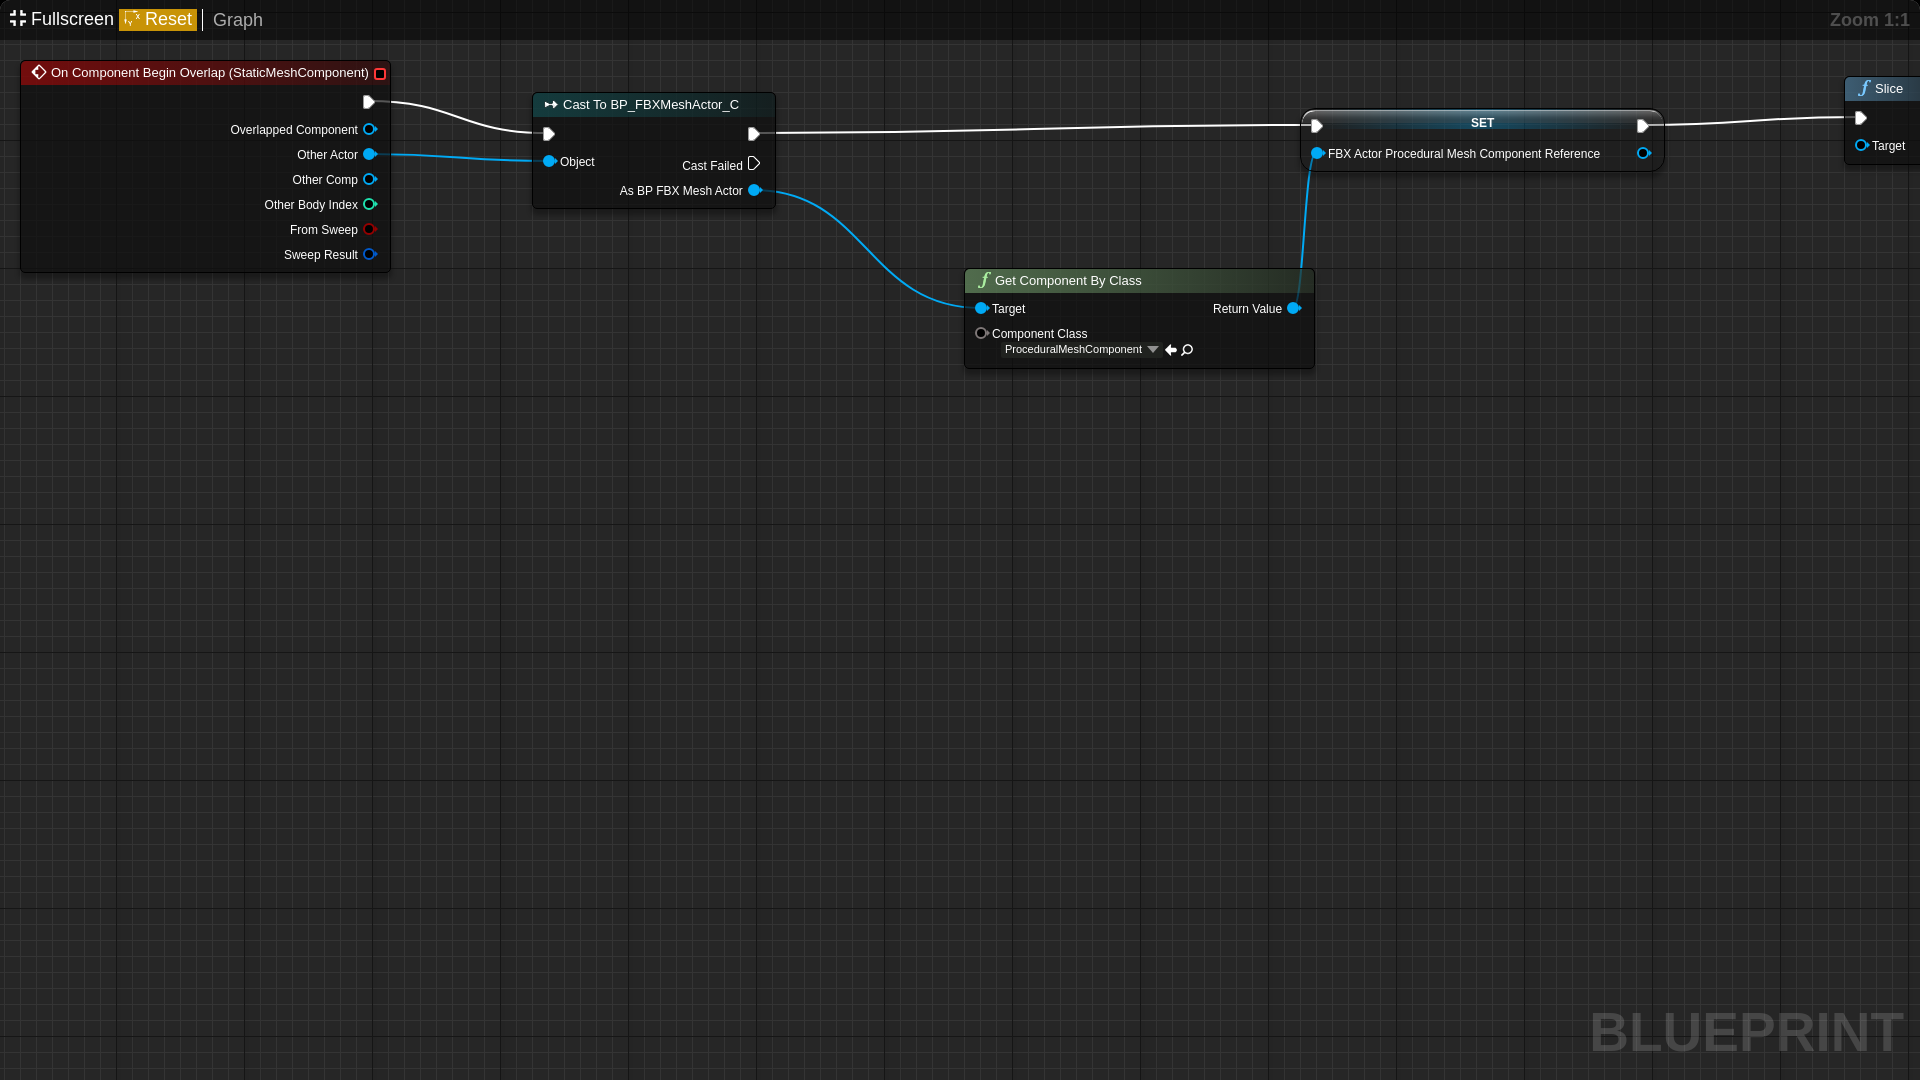 Fullscreen Reset Graph Zoom 1:1
On Component Begin Overlap (StaticMeshComponent)
Overlapped Component
Other Actor
Other Comp
Other Body Index
From Sweep
Sweep Result
Cast To BP_FBXMeshActor_C
Object
Cast Failed
As BP FBX Mesh Actor
Get Component By Class
Target Return Value
Component Class
ProceduralMeshComponent
SET
FBX Actor Procedural Mesh Component Reference
f Slice
Target
BLUEPRINT